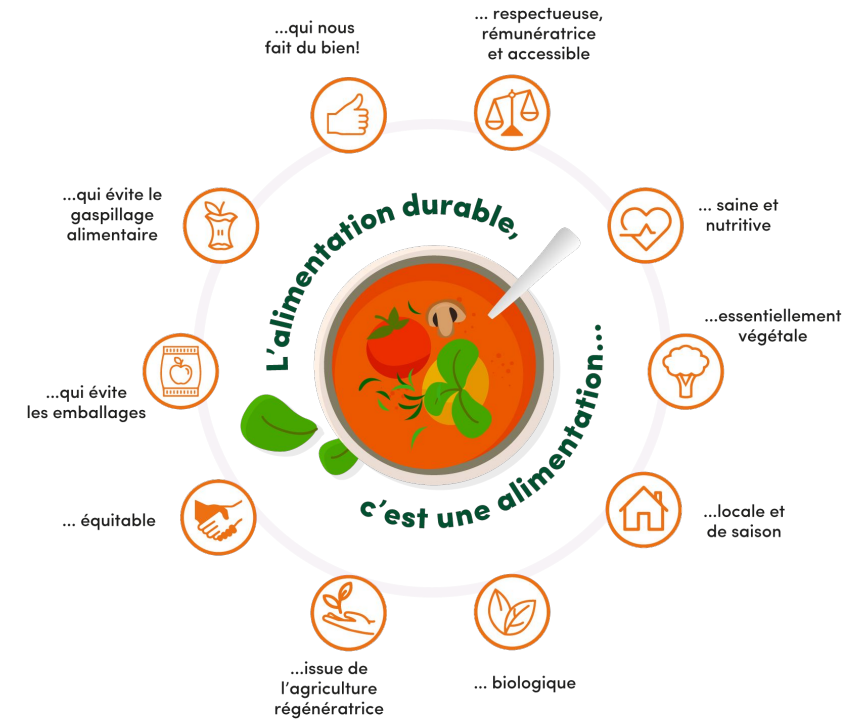 L'alimentation durable,
c'est une alimentation...
... respectueuse,
rémunératrice
et accessible
... saine et
nutritive
...essentiellement
végétale
...locale et
de saison
... biologique
...issue de
l'agriculture
régénératrice
... équitable
...qui évite
les emballages
...qui évite le
gaspillage
alimentaire
...qui nous
fait du bien!